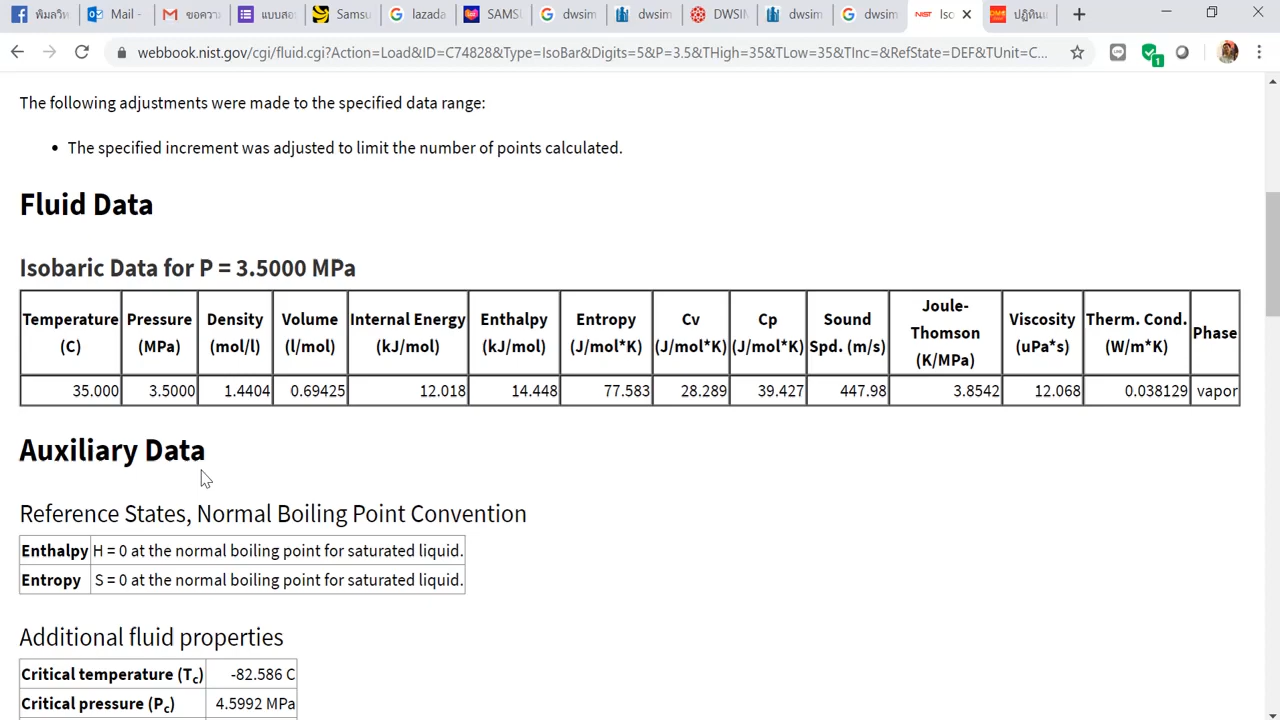 พิมลวิท Mail - ขอควา: แบบฟอ Samsu lazada SAMSU dwsim dwsim DWSIM dwsim dwsim Iso ปฏิทินแ
webbook.nist.gov/cgi/fluid.cgi?Action=Load&ID=C74828&Type=IsoBar&Digits=5&P=3.5&THigh=35&TLow=35&TInc=&RefState=DEF&TUnit=C...
The following adjustments were made to the specified data range:
• The specified increment was adjusted to limit the number of points calculated.
Fluid Data
Isobaric Data for P = 3.5000 MPa
Temperature (C) Pressure (MPa) Density (mol/l) Volume (l/mol) Internal Energy (kJ/mol) Enthalpy (kJ/mol) Entropy (J/mol*K) Cv (J/mol*K) Cp (J/mol*K) Sound Spd. (m/s) Joule-Thomson (K/MPa) Viscosity (uPa*s) Therm. Cond. (W/m*K) Phase
35.000 3.5000 1.4404 0.69425 12.018 14.448 77.583 28.289 39.427 447.98 3.8542 12.068 0.038129 vapor
Auxiliary Data
Reference States, Normal Boiling Point Convention
Enthalpy H = 0 at the normal boiling point for saturated liquid.
Entropy S = 0 at the normal boiling point for saturated liquid.
Additional fluid properties
Critical temperature (Tc) -82.586 C
Critical pressure (Pc) 4.5992 MPa